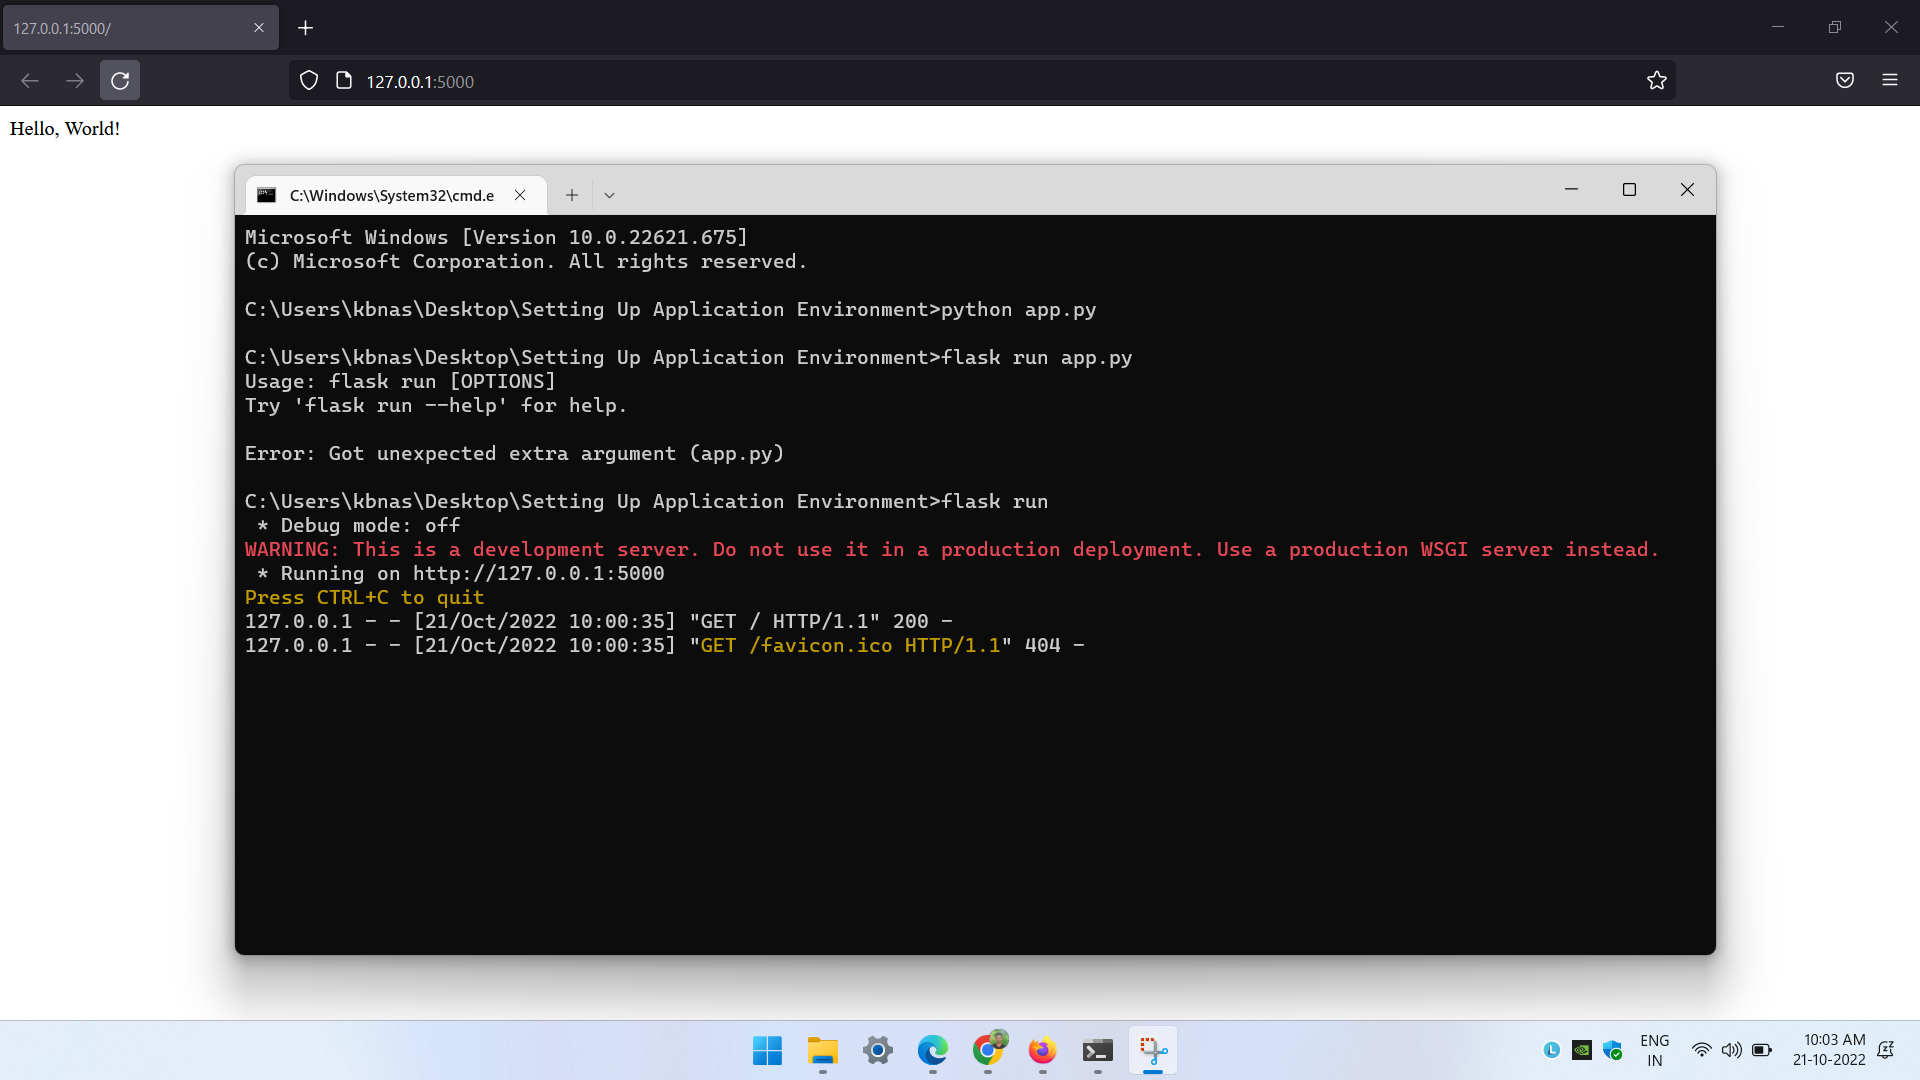 127.0.0.1:5000/
127.0.0.1:5000
Hello, World!
C:\Windows\System32\cmd.e
Microsoft Windows [Version 10.0.22621.675]
(c) Microsoft Corporation. All rights reserved.
C:\Users\kbnas\Desktop\Setting Up Application Environment>python app.py
C:\Users\kbnas\Desktop\Setting Up Application Environment>flask run app.py
Usage: flask run [OPTIONS]
Try 'flask run --help' for help.
Error: Got unexpected extra argument (app.py)
C:\Users\kbnas\Desktop\Setting Up Application Environment>flask run
 * Debug mode: off
WARNING: This is a development server. Do not use it in a production deployment. Use a production WSGI server instead.
 * Running on http://127.0.0.1:5000
Press CTRL+C to quit
127.0.0.1 - - [21/Oct/2022 10:00:35] "GET / HTTP/1.1" 200 -
127.0.0.1 - - [21/Oct/2022 10:00:35] "GET /favicon.ico HTTP/1.1" 404 -
ENG
IN
10:03 AM
21-10-2022